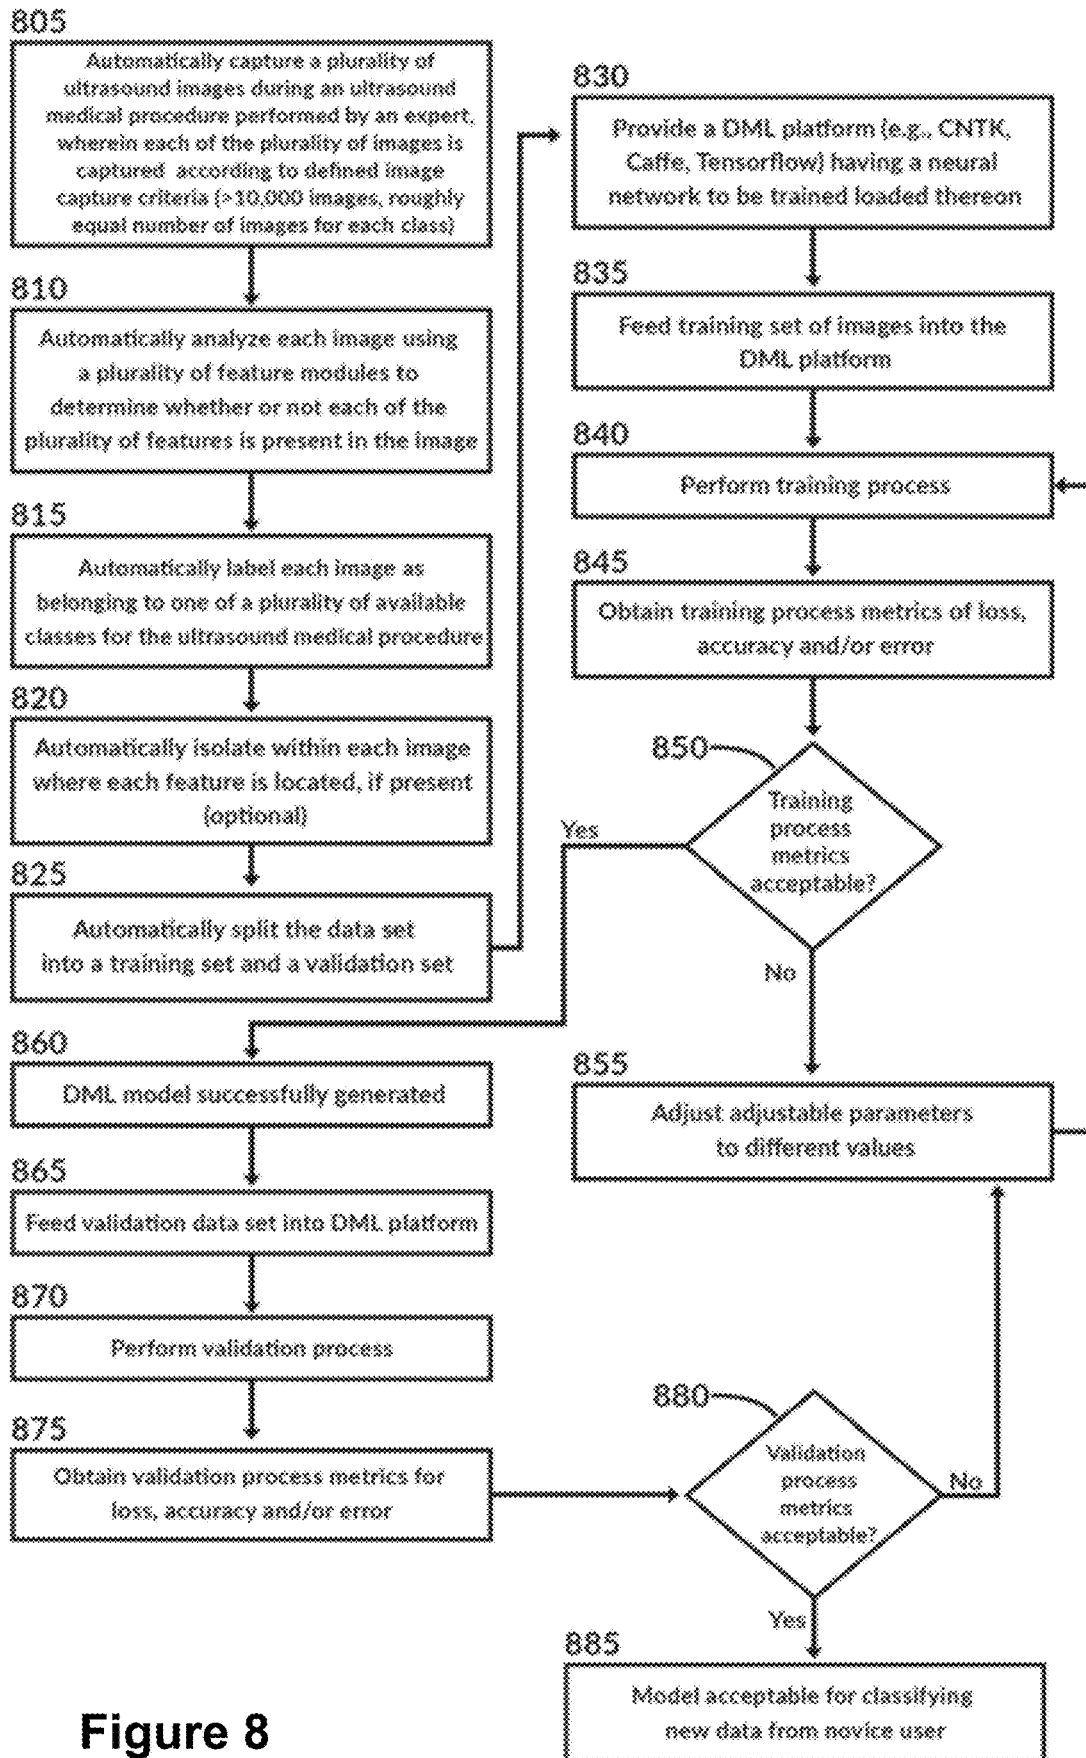 805
Automatically capture a plurality of
ultrasound images during an ultrasound
medical procedure performed by an expert,
wherein each of the plurality of images is
captured according to defined image
capture criteria (>10,000 images, roughly
equal number of images for each class)
810
Automatically analyze each image using
a plurality of feature modules to
determine whether or not each of the
plurality of features is present in the image
815
Automatically label each image as
belonging to one of a plurality of available
classes for the ultrasound medical procedure
820
Automatically isolate within each image
where each feature is located, if present
(optional)
825
Automatically split the data set
into a training set and a validation set
830
Provide a DML platform (e.g., CNTK,
Caffe, Tensorflow) having a neural
network to be trained loaded thereon
835
Feed training set of images into the
DML platform
840
Perform training process
845
Obtain training process metrics of loss,
accuracy and/or error
850
Training
process
metrics
acceptable?
Yes
No
855
Adjust adjustable parameters
to different values
860
DML model successfully generated
865
Feed validation data set into DML platform
870
Perform validation process
875
Obtain validation process metrics for
loss, accuracy and/or error
880
Validation
process
metrics
acceptable?
No
Yes
885
Model acceptable for classifying
new data from novice user
Figure 8